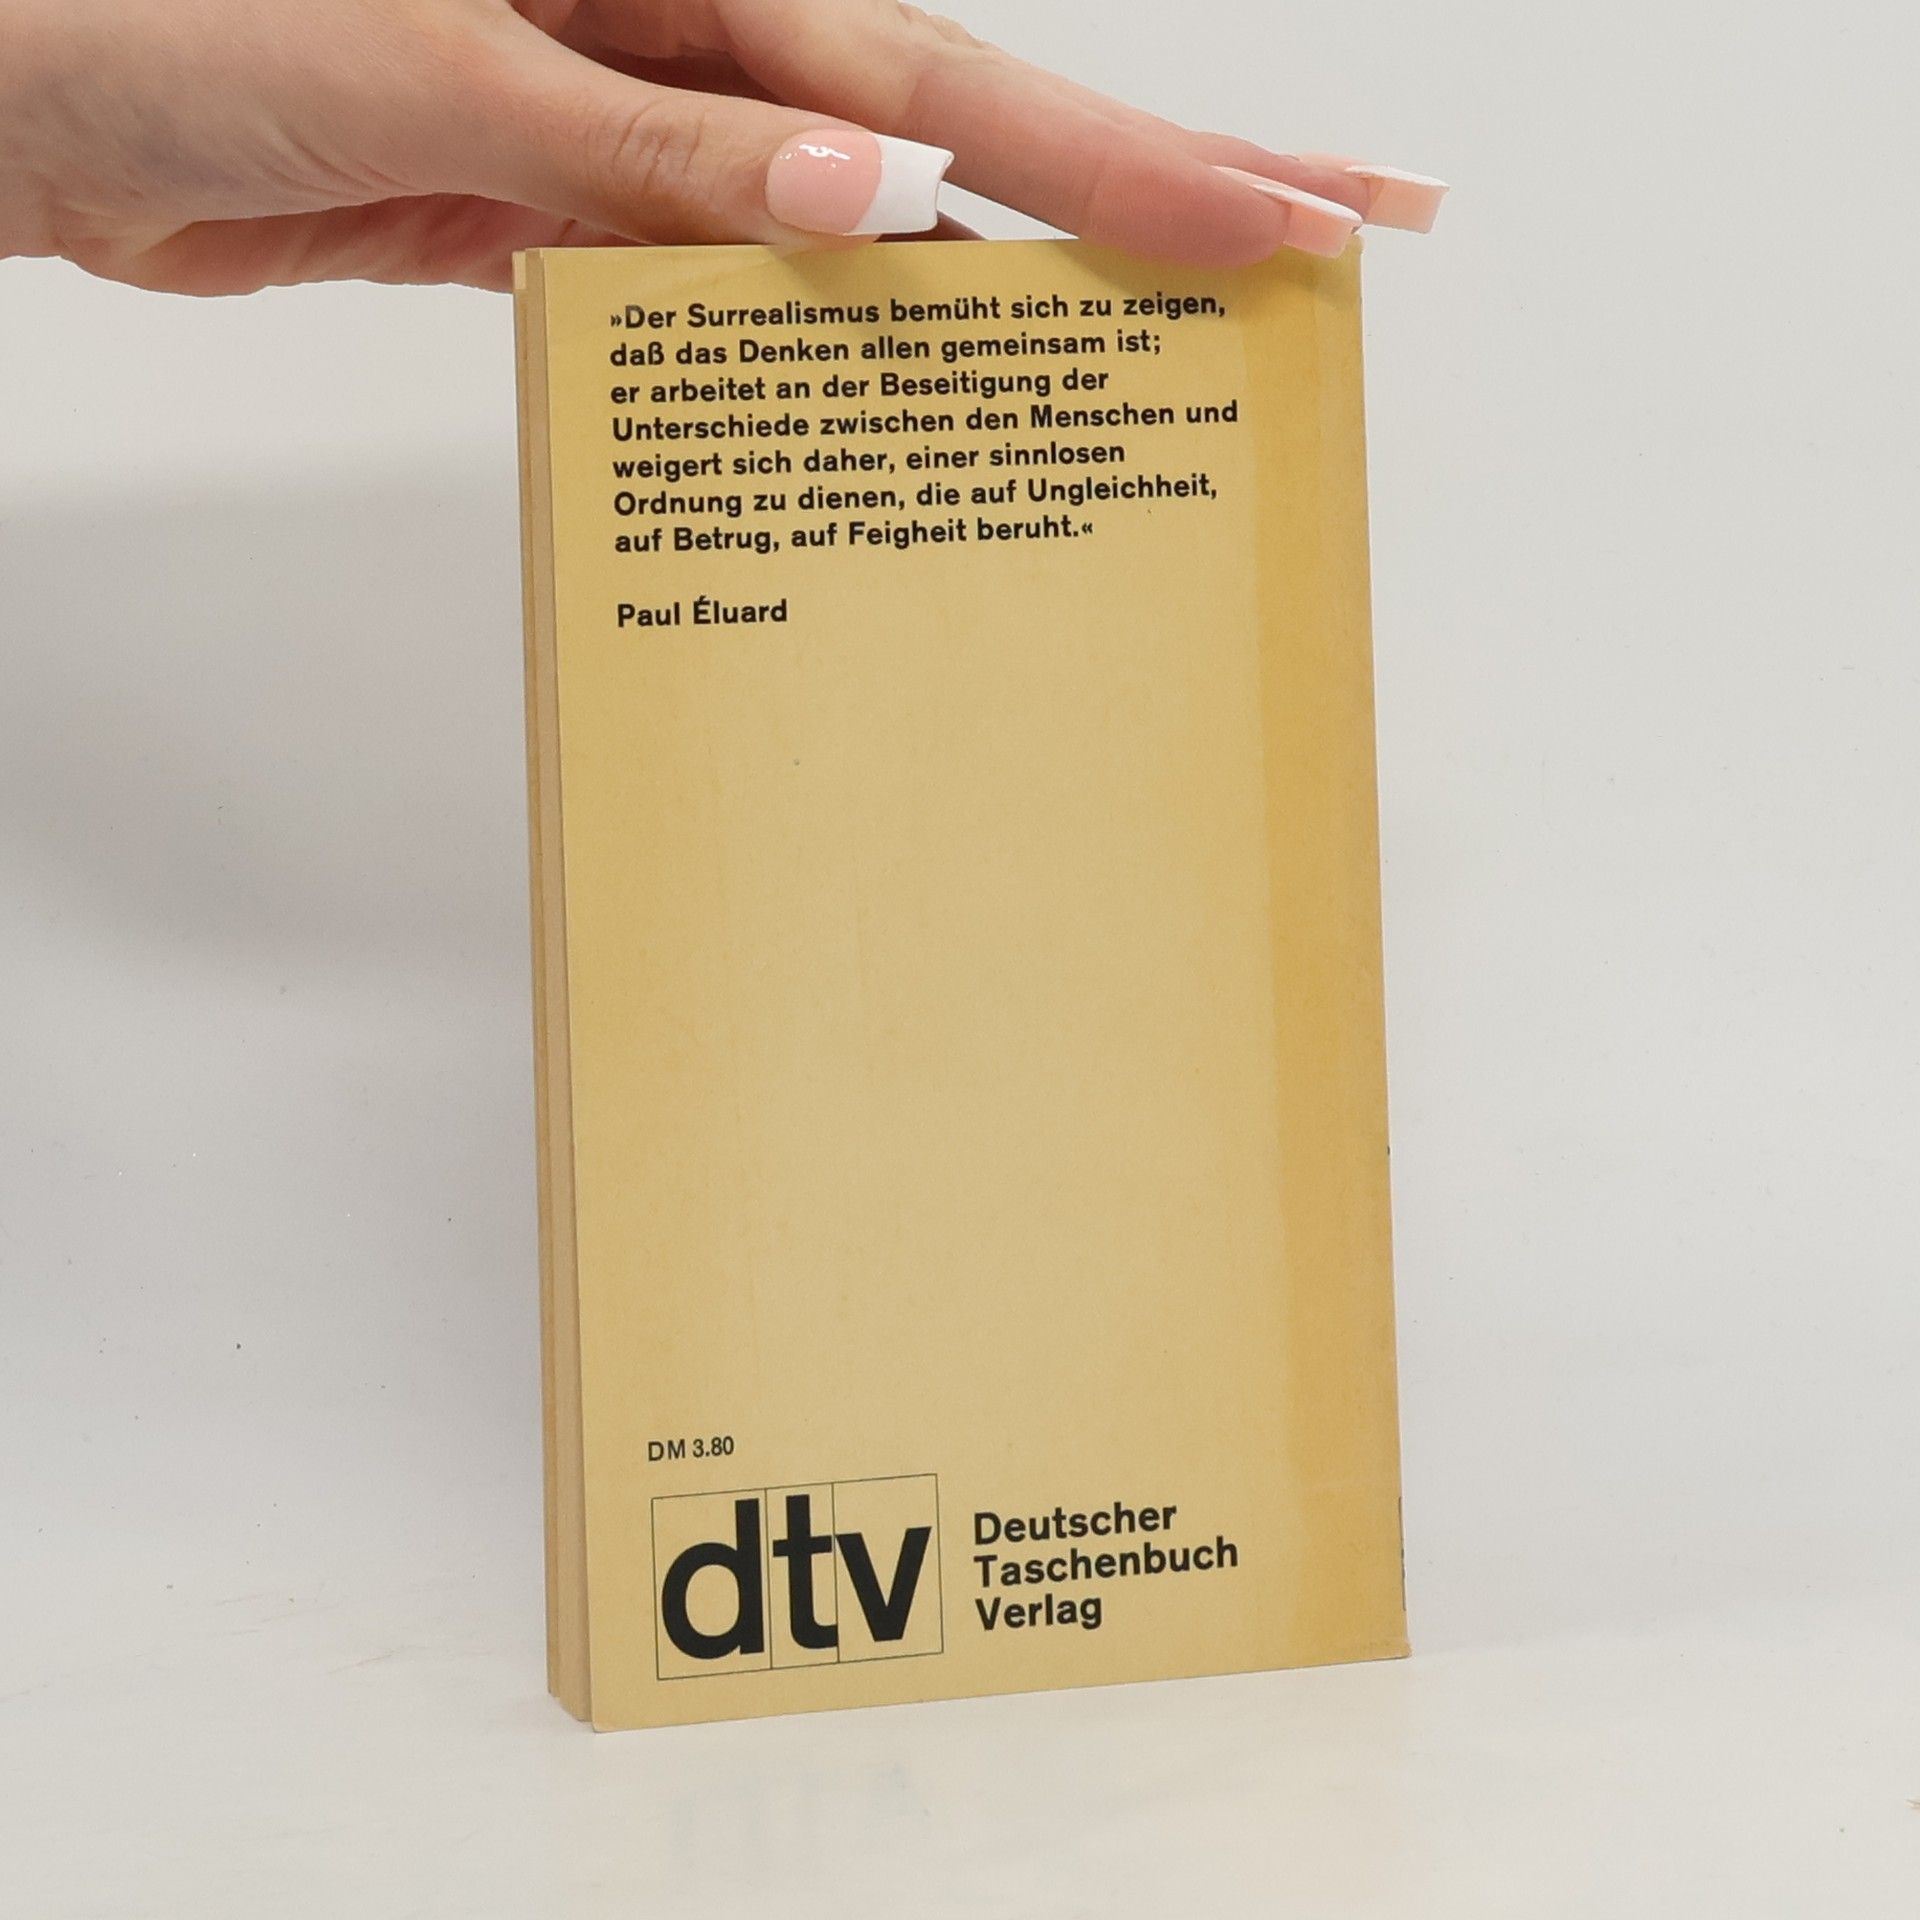 »Der Surrealismus bemüht sich zu zeigen,
daß das Denken allen gemeinsam ist;
er arbeitet an der Beseitigung der
Unterschiede zwischen den Menschen und
weigert sich daher, einer sinnlosen
Ordnung zu dienen, die auf Ungleichheit,
auf Betrug, auf Feigheit beruht.«
Paul Éluard
DM 3.80
dtv
Deutscher
Taschenbuch
Verlag